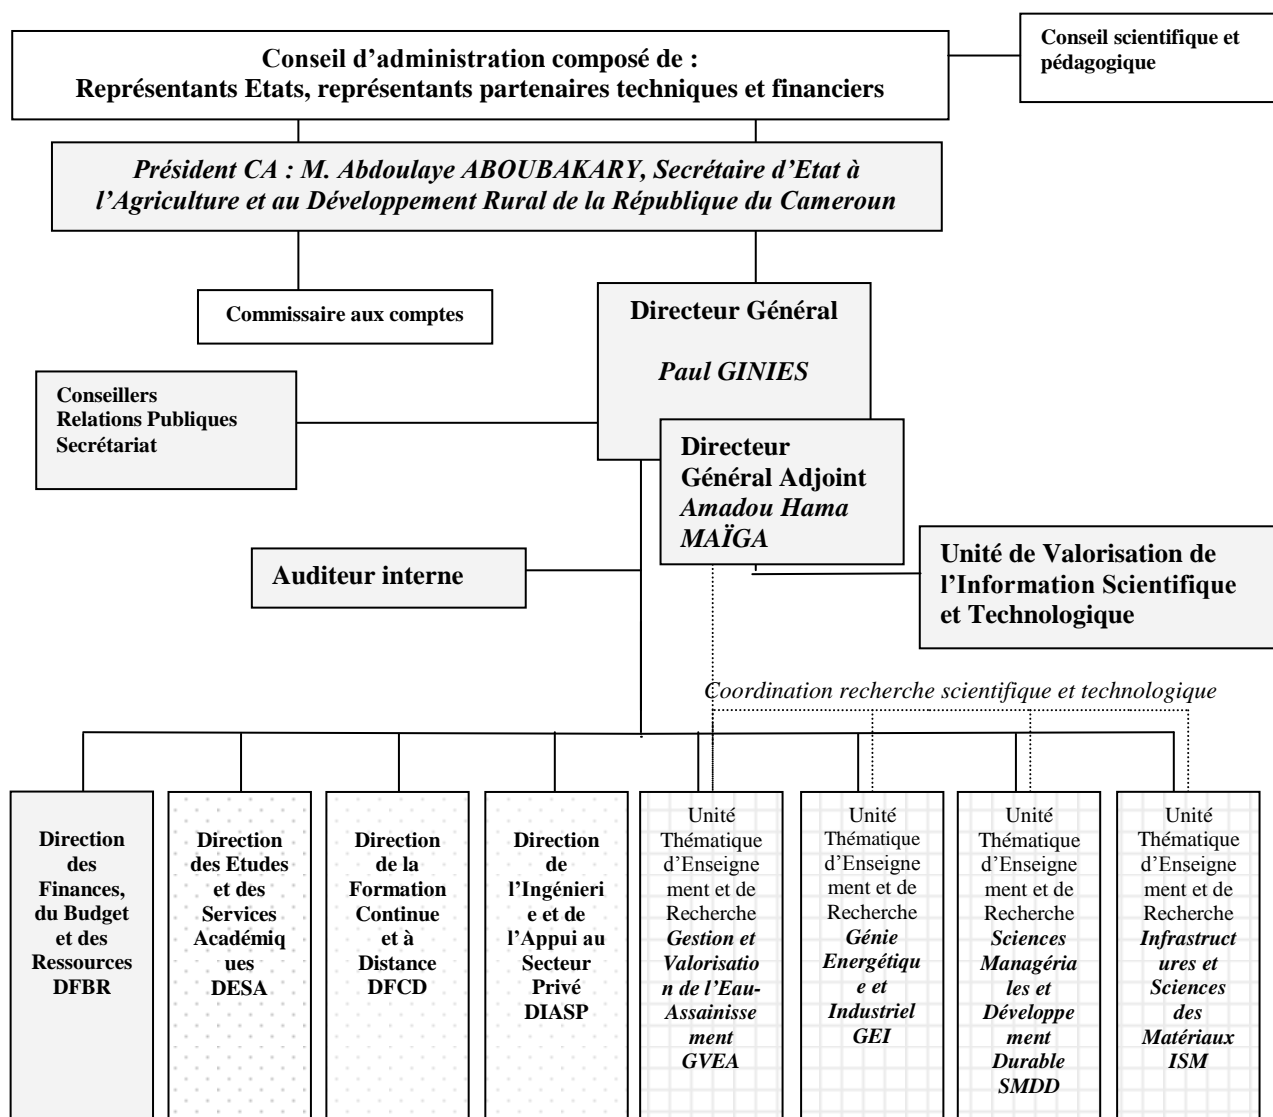 Conseil d’administration composé de :
Représentants Etats, représentants partenaires techniques et financiers
Conseil scientifique et
pédagogique
Président CA : M. Abdoulaye ABOUBAKARY, Secrétaire d’Etat à
l’Agriculture et au Développement Rural de la République du Cameroun
Commissaire aux comptes
Directeur Général
Paul GINIES
Conseillers
Relations Publiques
Secrétariat
Directeur
Général Adjoint
Amadou Hama
MAÏGA
Auditeur interne
Unité de Valorisation de
l’Information Scientifique
et Technologique
Coordination recherche scientifique et technologique
Direction
des
Finances,
du Budget
et des
Ressources
DFBR
Direction
des Etudes
et des
Services
Académiq
ues
DESA
Direction
de la
Formation
Continue
et à
Distance
DFCD
Direction
de
l’Ingénieri
e et de
l’Appui au
Secteur
Privé
DIASP
Unité
Thématique
d’Enseigne
ment et de
Recherche
Gestion et
Valorisatio
n de l’Eau-
Assainisse
ment
GVEA
Unité
Thématique
d’Enseigne
ment et de
Recherche
Génie
Energétiqu
e et
Industriel
GEI
Unité
Thématique
d’Enseigne
ment et de
Recherche
Sciences
Managéria
les et
Développe
ment
Durable
SMDD
Unité
Thématique
d’Enseigne
ment et de
Recherche
Infrastruct
ures et
Sciences
des
Matériaux
ISM